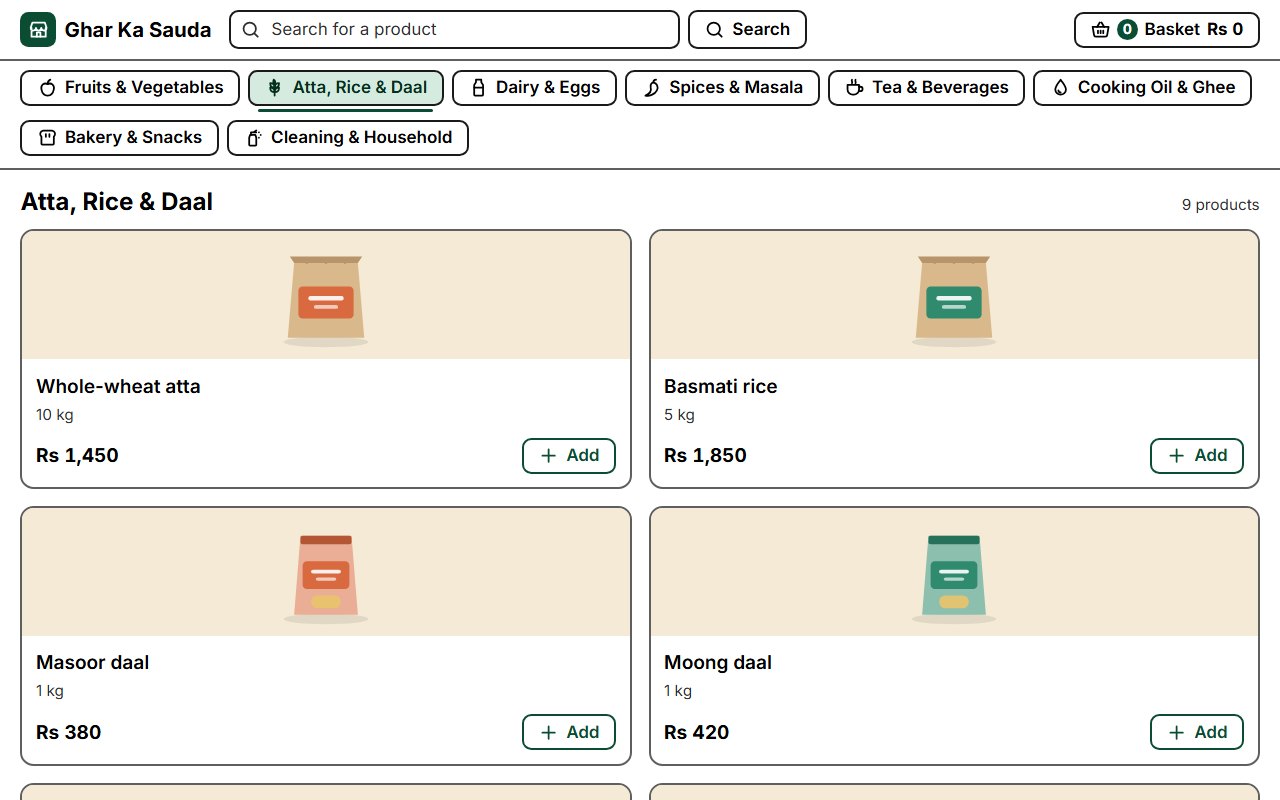 Ghar Ka Sauda
Search for a product
Search
0 Basket Rs 0
Fruits & Vegetables
Atta, Rice & Daal
Dairy & Eggs
Spices & Masala
Tea & Beverages
Cooking Oil & Ghee
Bakery & Snacks
Cleaning & Household
Atta, Rice & Daal
9 products
Whole-wheat atta
10 kg
Rs 1,450
Add
Basmati rice
5 kg
Rs 1,850
Add
Masoor daal
1 kg
Rs 380
Add
Moong daal
1 kg
Rs 420
Add